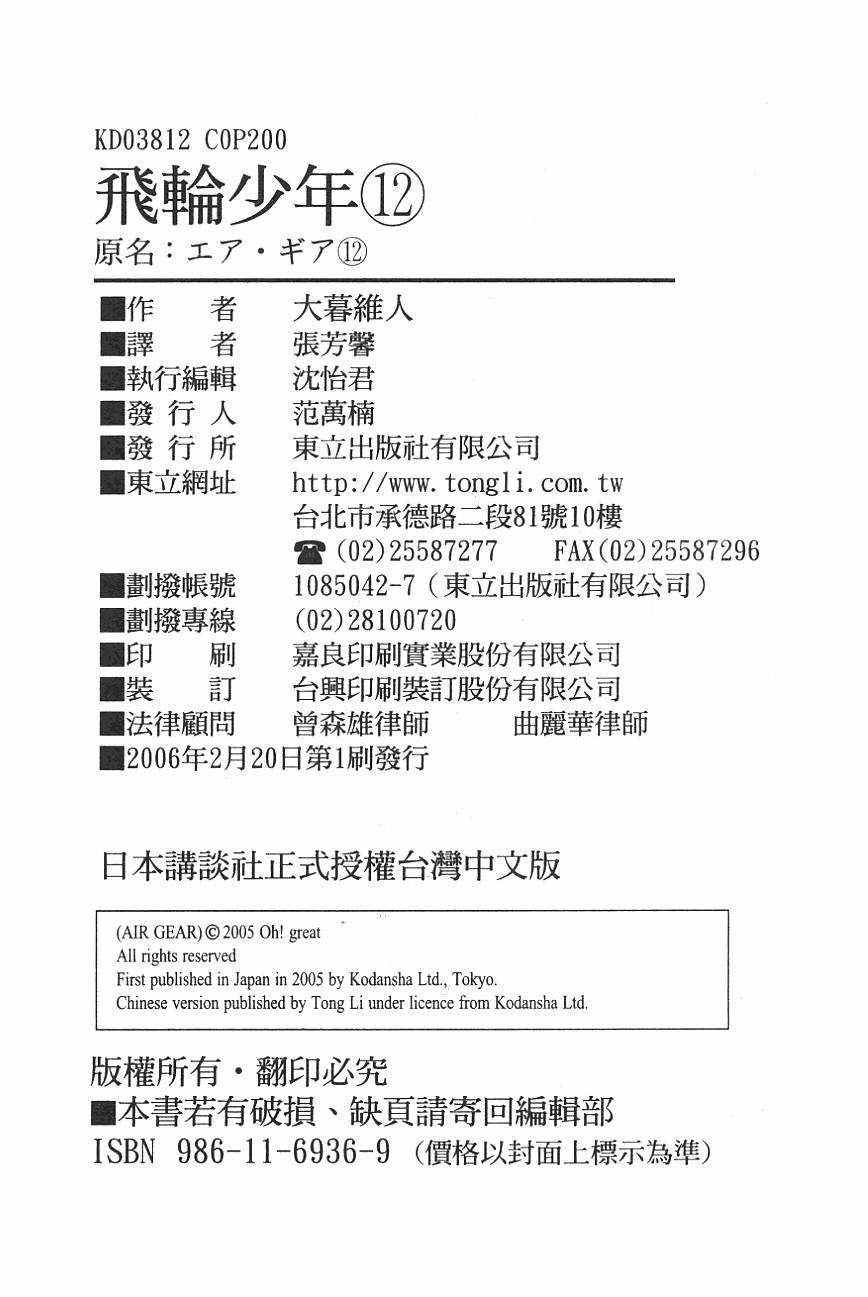 KD03812 C0P200
飛輪少年⑫
原名：エア・ギア⑫
■作　　者　　大暮維人
■譯　　者　　張芳馨
■執行編輯　　沈怡君
■發 行 人　　范萬楠
■發 行 所　　東立出版社有限公司
■東立網址　　http://www.tongli.com.tw
台北市承德路二段81號10樓
☎(02)25587277　FAX(02)25587296
■劃撥帳號　　1085042-7（東立出版社有限公司）
■劃撥專線　　(02)28100720
■印　　刷　　嘉良印刷實業股份有限公司
■裝　　訂　　台興印刷裝訂股份有限公司
■法律顧問　　曾森雄律師　　曲麗華律師
■2006年2月20日第1刷發行
日本講談社正式授權台灣中文版
(AIR GEAR)© 2005 Oh! great
All rights reserved
First published in Japan in 2005 by Kodansha Ltd., Tokyo.
Chinese version published by Tong Li under licence from Kodansha Ltd.
版權所有・翻印必究
■本書若有破損、缺頁請寄回編輯部
ISBN 986-11-6936-9（價格以封面上標示為準）